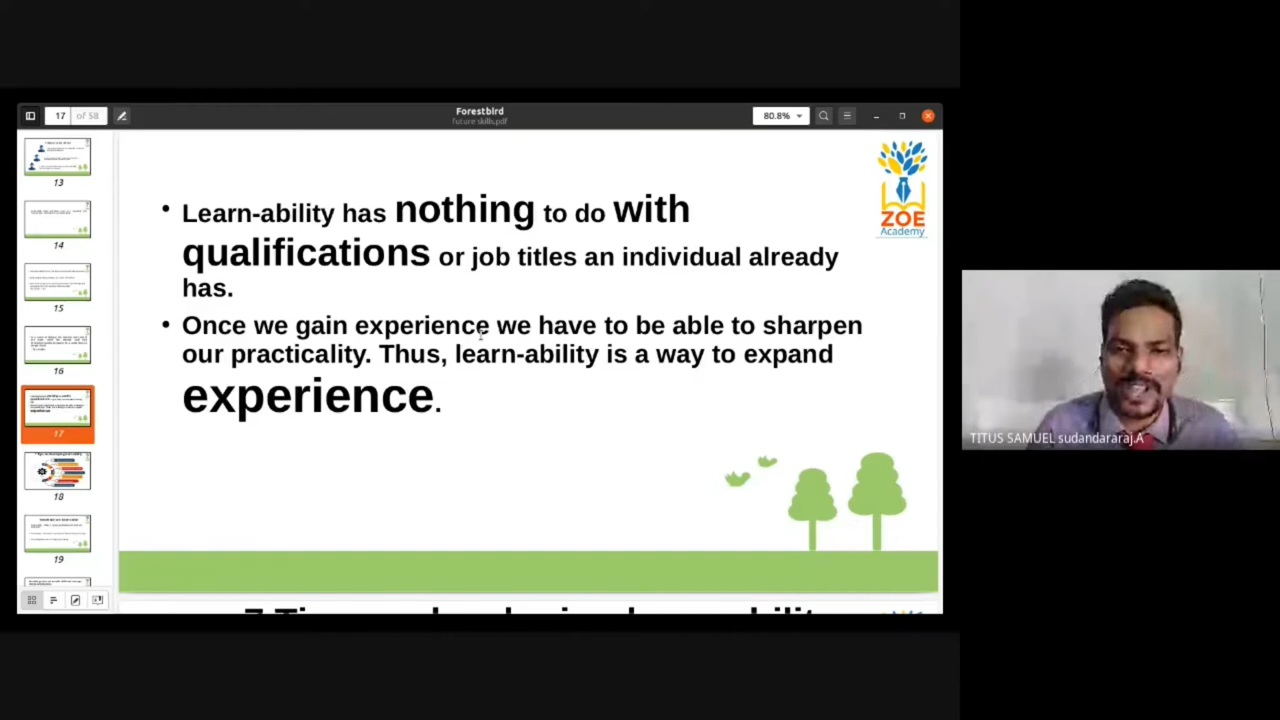 17 of 58
Forestbird
future skills.pdf
80.8%
13
14
15
16
17
18
19
• Learn-ability has nothing to do with
qualifications or job titles an individual already
has.
• Once we gain experience we have to be able to sharpen
our practicality. Thus, learn-ability is a way to expand
experience.
ZOE
Academy
TITUS SAMUEL sudandararaj.A